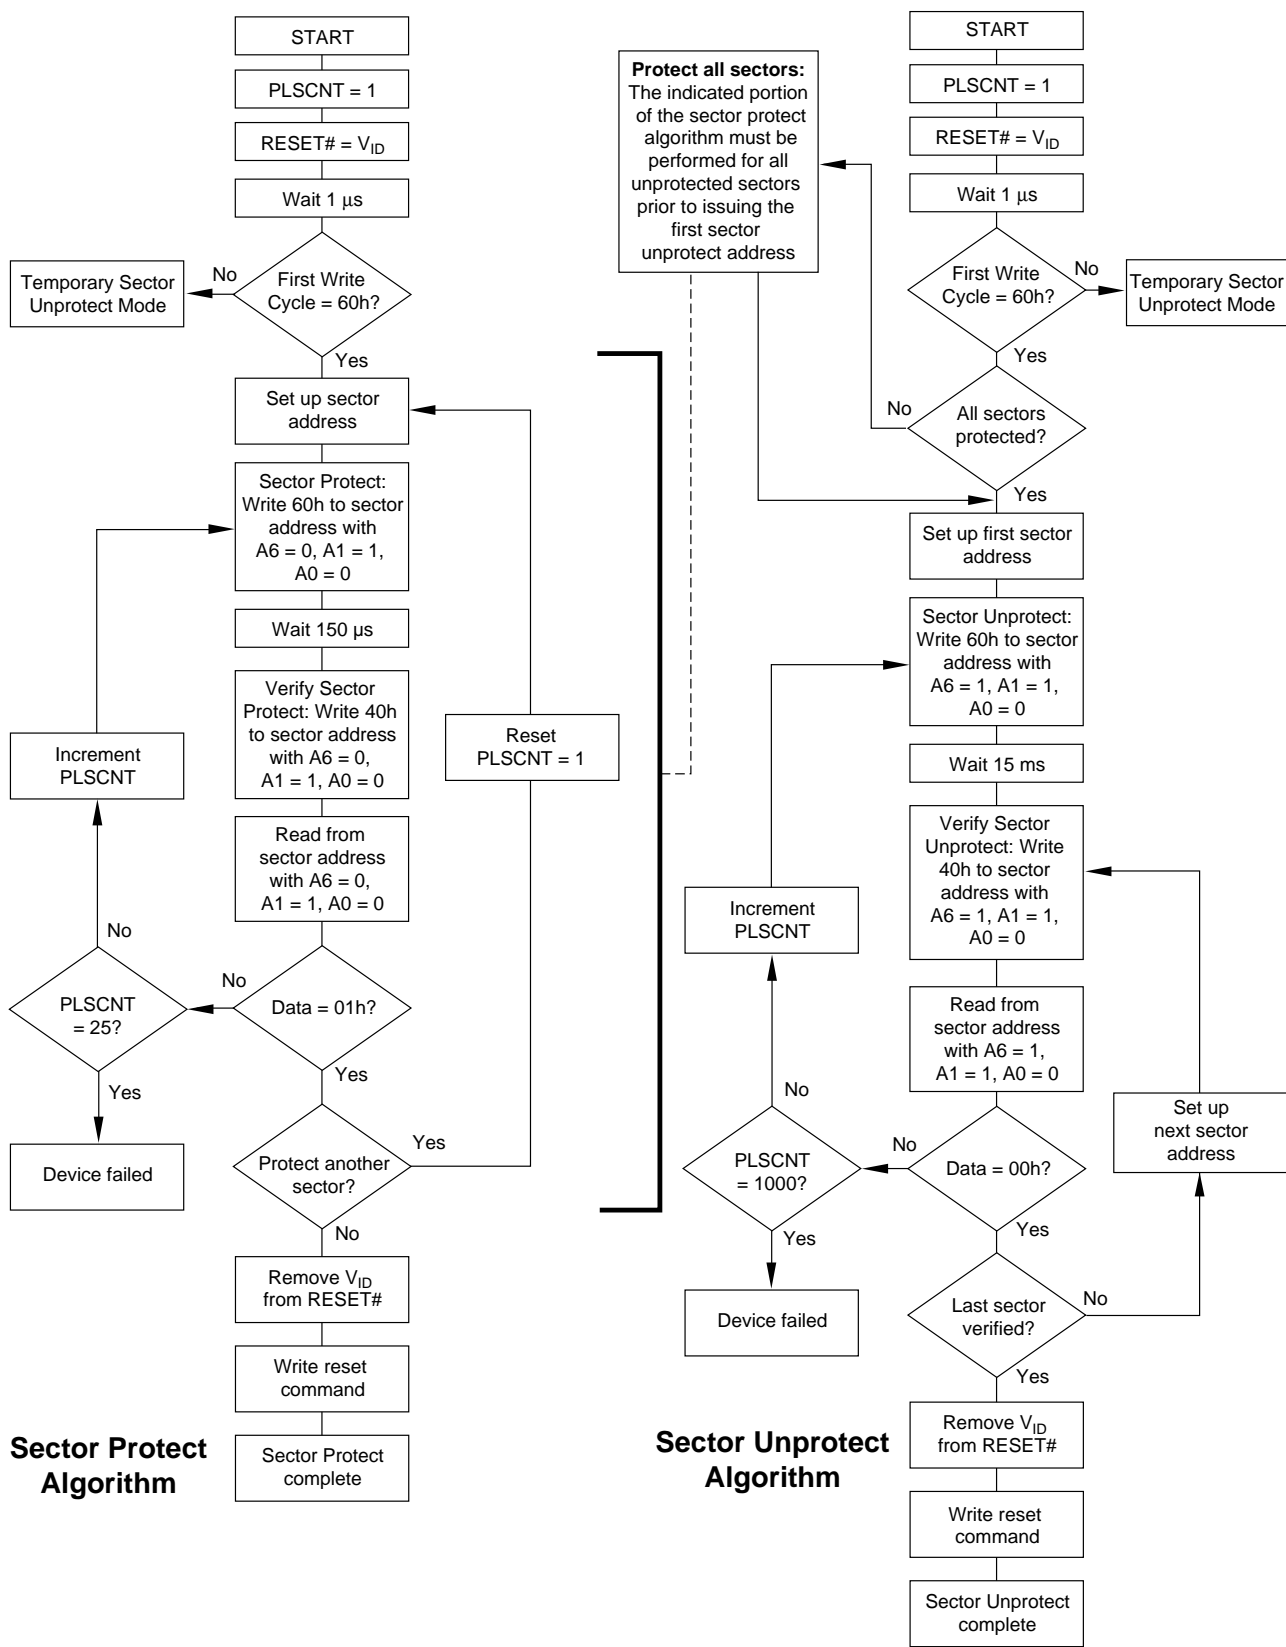 START
PLSCNT = 1
RESET# = VID
Wait 1 μs
First Write
Cycle = 60h?
No
Temporary Sector
Unprotect Mode
Yes
Set up sector
address
Sector Protect:
Write 60h to sector
address with
A6 = 0, A1 = 1,
A0 = 0
Wait 150 µs
Verify Sector
Protect: Write 40h
to sector address
with A6 = 0,
A1 = 1, A0 = 0
Reset
PLSCNT = 1
Increment
PLSCNT
Read from
sector address
with A6 = 0,
A1 = 1, A0 = 0
No
No
PLSCNT
= 25?
Data = 01h?
Yes
Yes
Device failed
Yes
Protect another
sector?
No
Remove VID
from RESET#
Write reset
command
Sector Protect
complete
Sector Protect
Algorithm
Protect all sectors:
The indicated portion
of the sector protect
algorithm must be
performed for all
unprotected sectors
prior to issuing the
first sector
unprotect address
START
PLSCNT = 1
RESET# = VID
Wait 1 μs
First Write
Cycle = 60h?
No
Temporary Sector
Unprotect Mode
Yes
No
All sectors
protected?
Yes
Set up first sector
address
Sector Unprotect:
Write 60h to sector
address with
A6 = 1, A1 = 1,
A0 = 0
Wait 15 ms
Verify Sector
Unprotect: Write
40h to sector
address with
A6 = 1, A1 = 1,
A0 = 0
Increment
PLSCNT
Read from
sector address
with A6 = 1,
A1 = 1, A0 = 0
No
No
PLSCNT
= 1000?
Data = 00h?
Set up
next sector
address
Yes
Yes
Device failed
Last sector
verified?
No
Yes
Remove VID
from RESET#
Write reset
command
Sector Unprotect
complete
Sector Unprotect
Algorithm